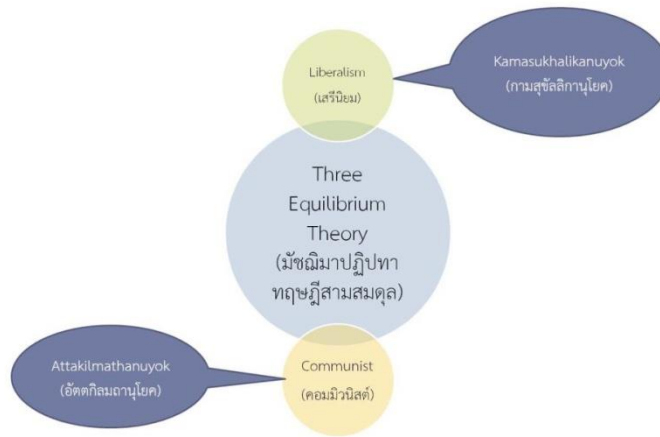 Liberalism
(เสรีนิยม)
Kamasukhalikanuyok
(กามสุขัลลิกานุโยค)
Three
Equilibrium
Theory
(มัชฌิมาปฏิปทา
ทฤษฎีสามสมดุล)
Attakilmathanuyok
(อัตตกิลมถานุโยค)
Communist
(คอมมิวนิสต์)